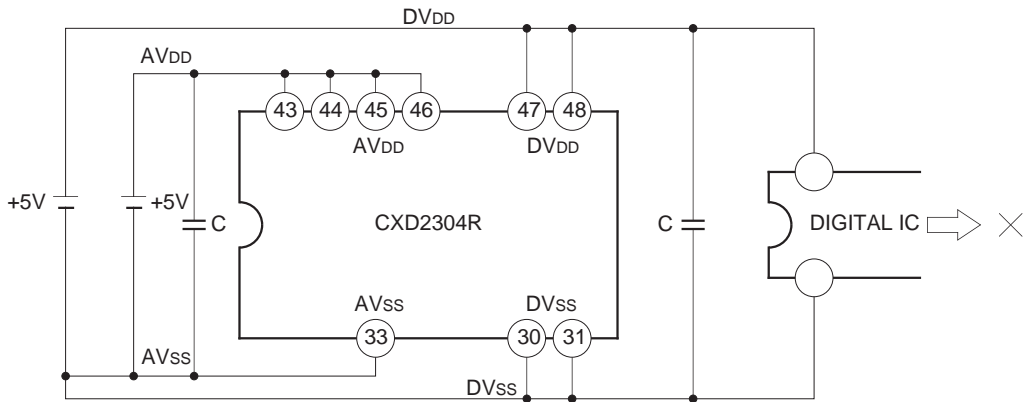 DVDD
AVDD
43 44 45 46 47 48
AVDD DVDD
+5V +5V C CXD2304R C DIGITAL IC
AVSS DVSS
33 30 31
AVSS
DVSS